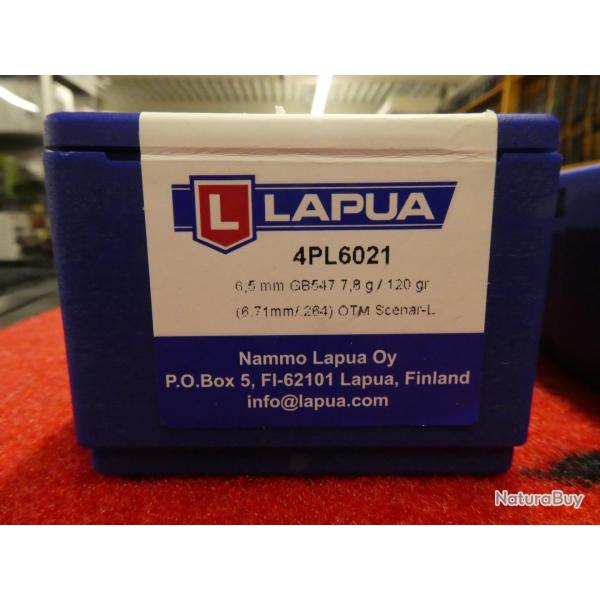 L LAPUA
4PL6021
6,5 mm GB547 7,8 g / 120 gr
(6.71mm/.264) OTM Scenar-L
Nammo Lapua Oy
P.O.Box 5, FI-62101 Lapua, Finland
info@lapua.com
NaturaBuy